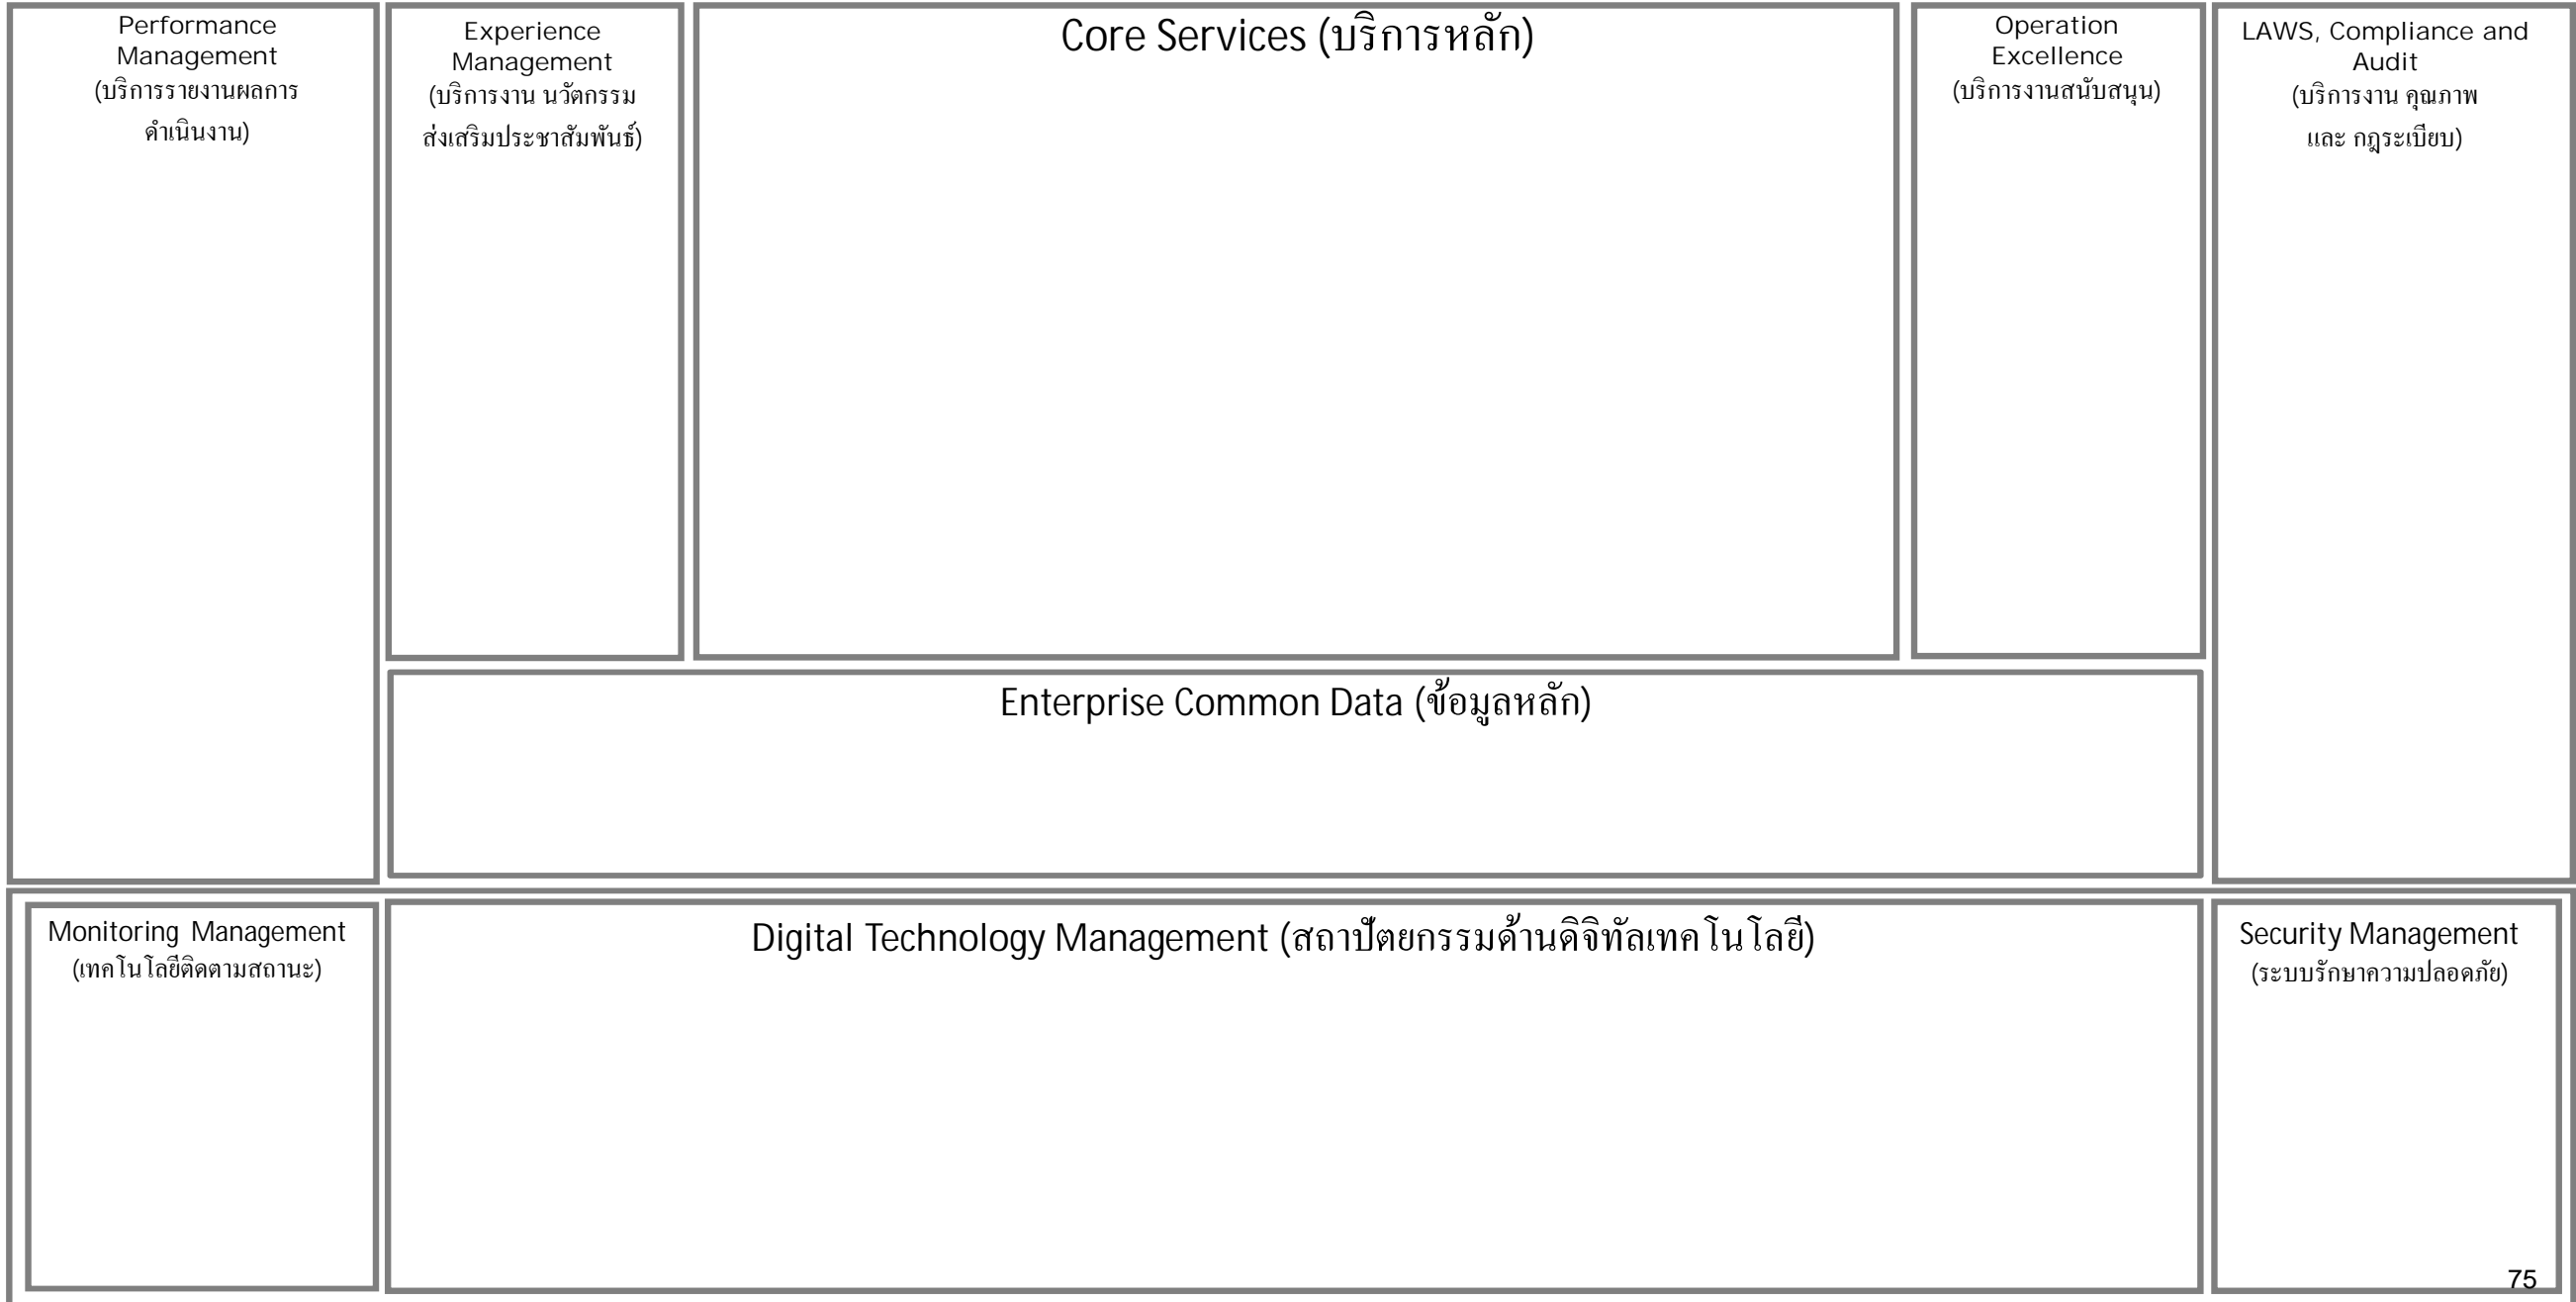 Performance
Management
(บริการรายงานผลการ
ดำเนินงาน)
Experience
Management
(บริการงาน นวัตกรรม
ส่งเสริมประชาสัมพันธ์)
Core Services (บริการหลัก)
Operation
Excellence
(บริการงานสนับสนุน)
LAWS, Compliance and
Audit
(บริการงาน คุณภาพ
และ กฎระเบียบ)
Enterprise Common Data (ข้อมูลหลัก)
Monitoring Management
(เทคโนโลยีติดตามสถานะ)
Digital Technology Management (สถาปัตยกรรมด้านดิจิทัลเทคโนโลยี)
Security Management
(ระบบรักษาความปลอดภัย)
75